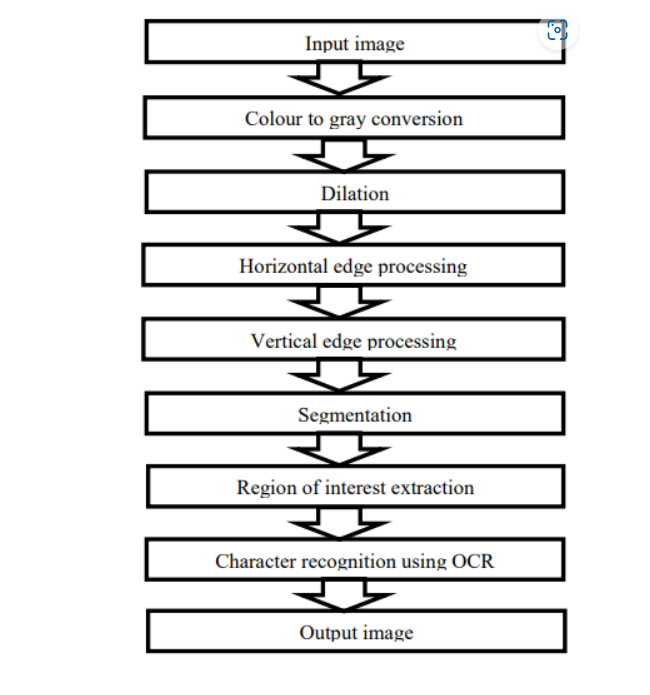 Input image
Colour to gray conversion
Dilation
Horizontal edge processing
Vertical edge processing
Segmentation
Region of interest extraction
Character recognition using OCR
Output image